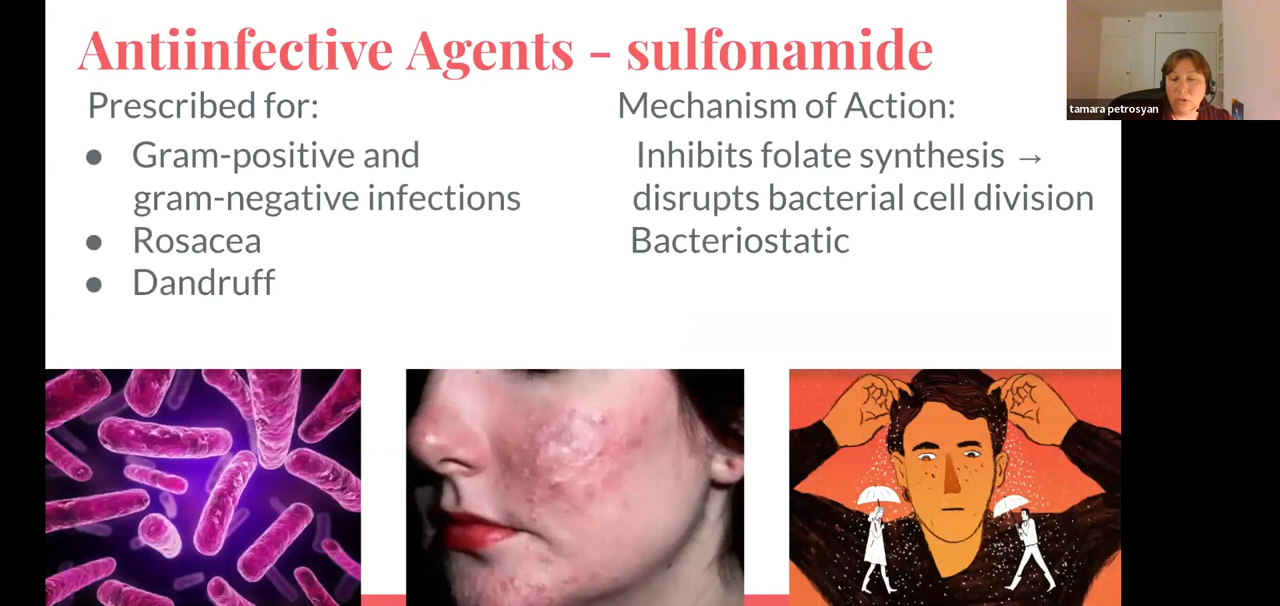 Antiinfective Agents - sulfonamide
Prescribed for:
● Gram-positive and
gram-negative infections
● Rosacea
● Dandruff
Mechanism of Action:
Inhibits folate synthesis →
disrupts bacterial cell division
Bacteriostatic
tamara petrosyan